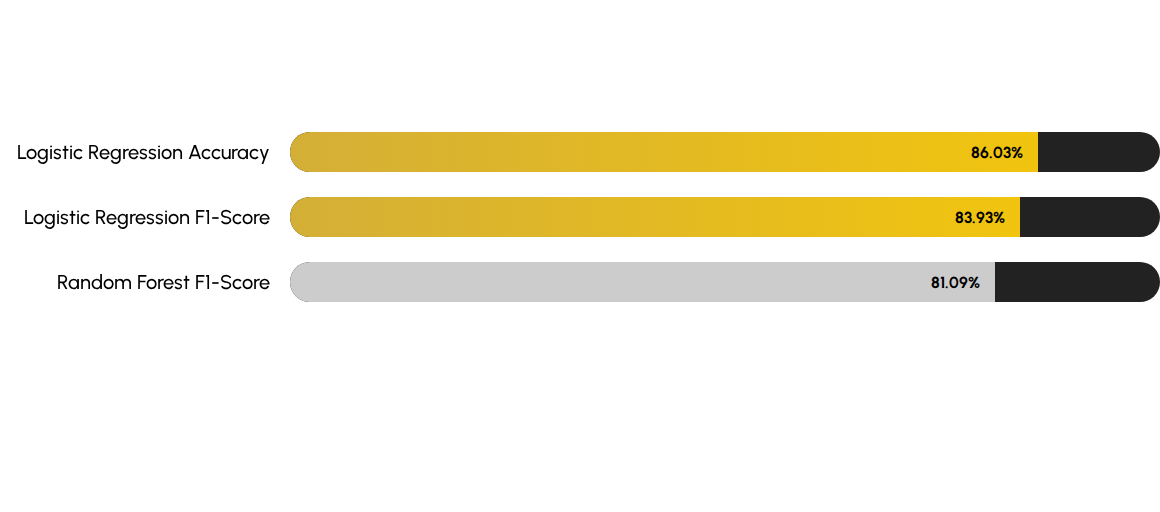 Logistic Regression Accuracy 86.03%
Logistic Regression F1-Score 83.93%
Random Forest F1-Score 81.09%